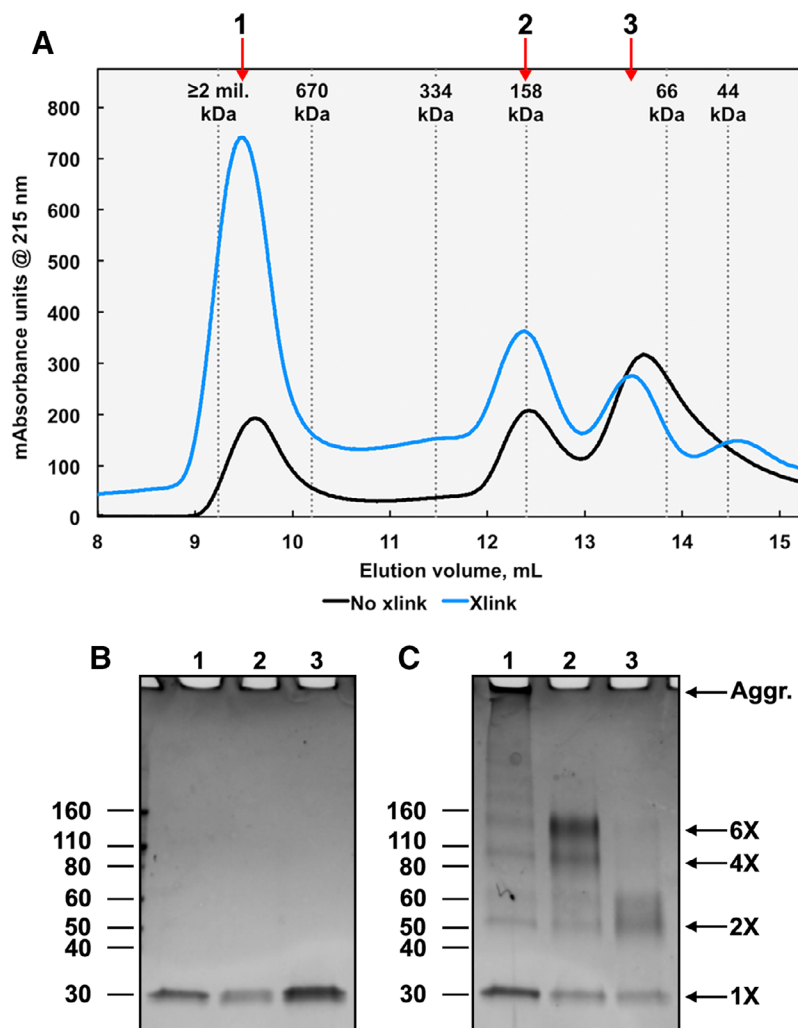 1 2 3
A
≥2 mil. 670 334 158 66 44
kDa kDa kDa kDa kDa kDa
800
700
600
500
400
300
200
100
0
mAbsorbance units @ 215 nm
8 9 10 11 12 13 14 15
Elution volume, mL
No xlink Xlink
B 1 2 3
160
110
80
60
50
40
30
C 1 2 3
Aggr.
160
6X
110
4X
80
60
50
2X
40
30
1X